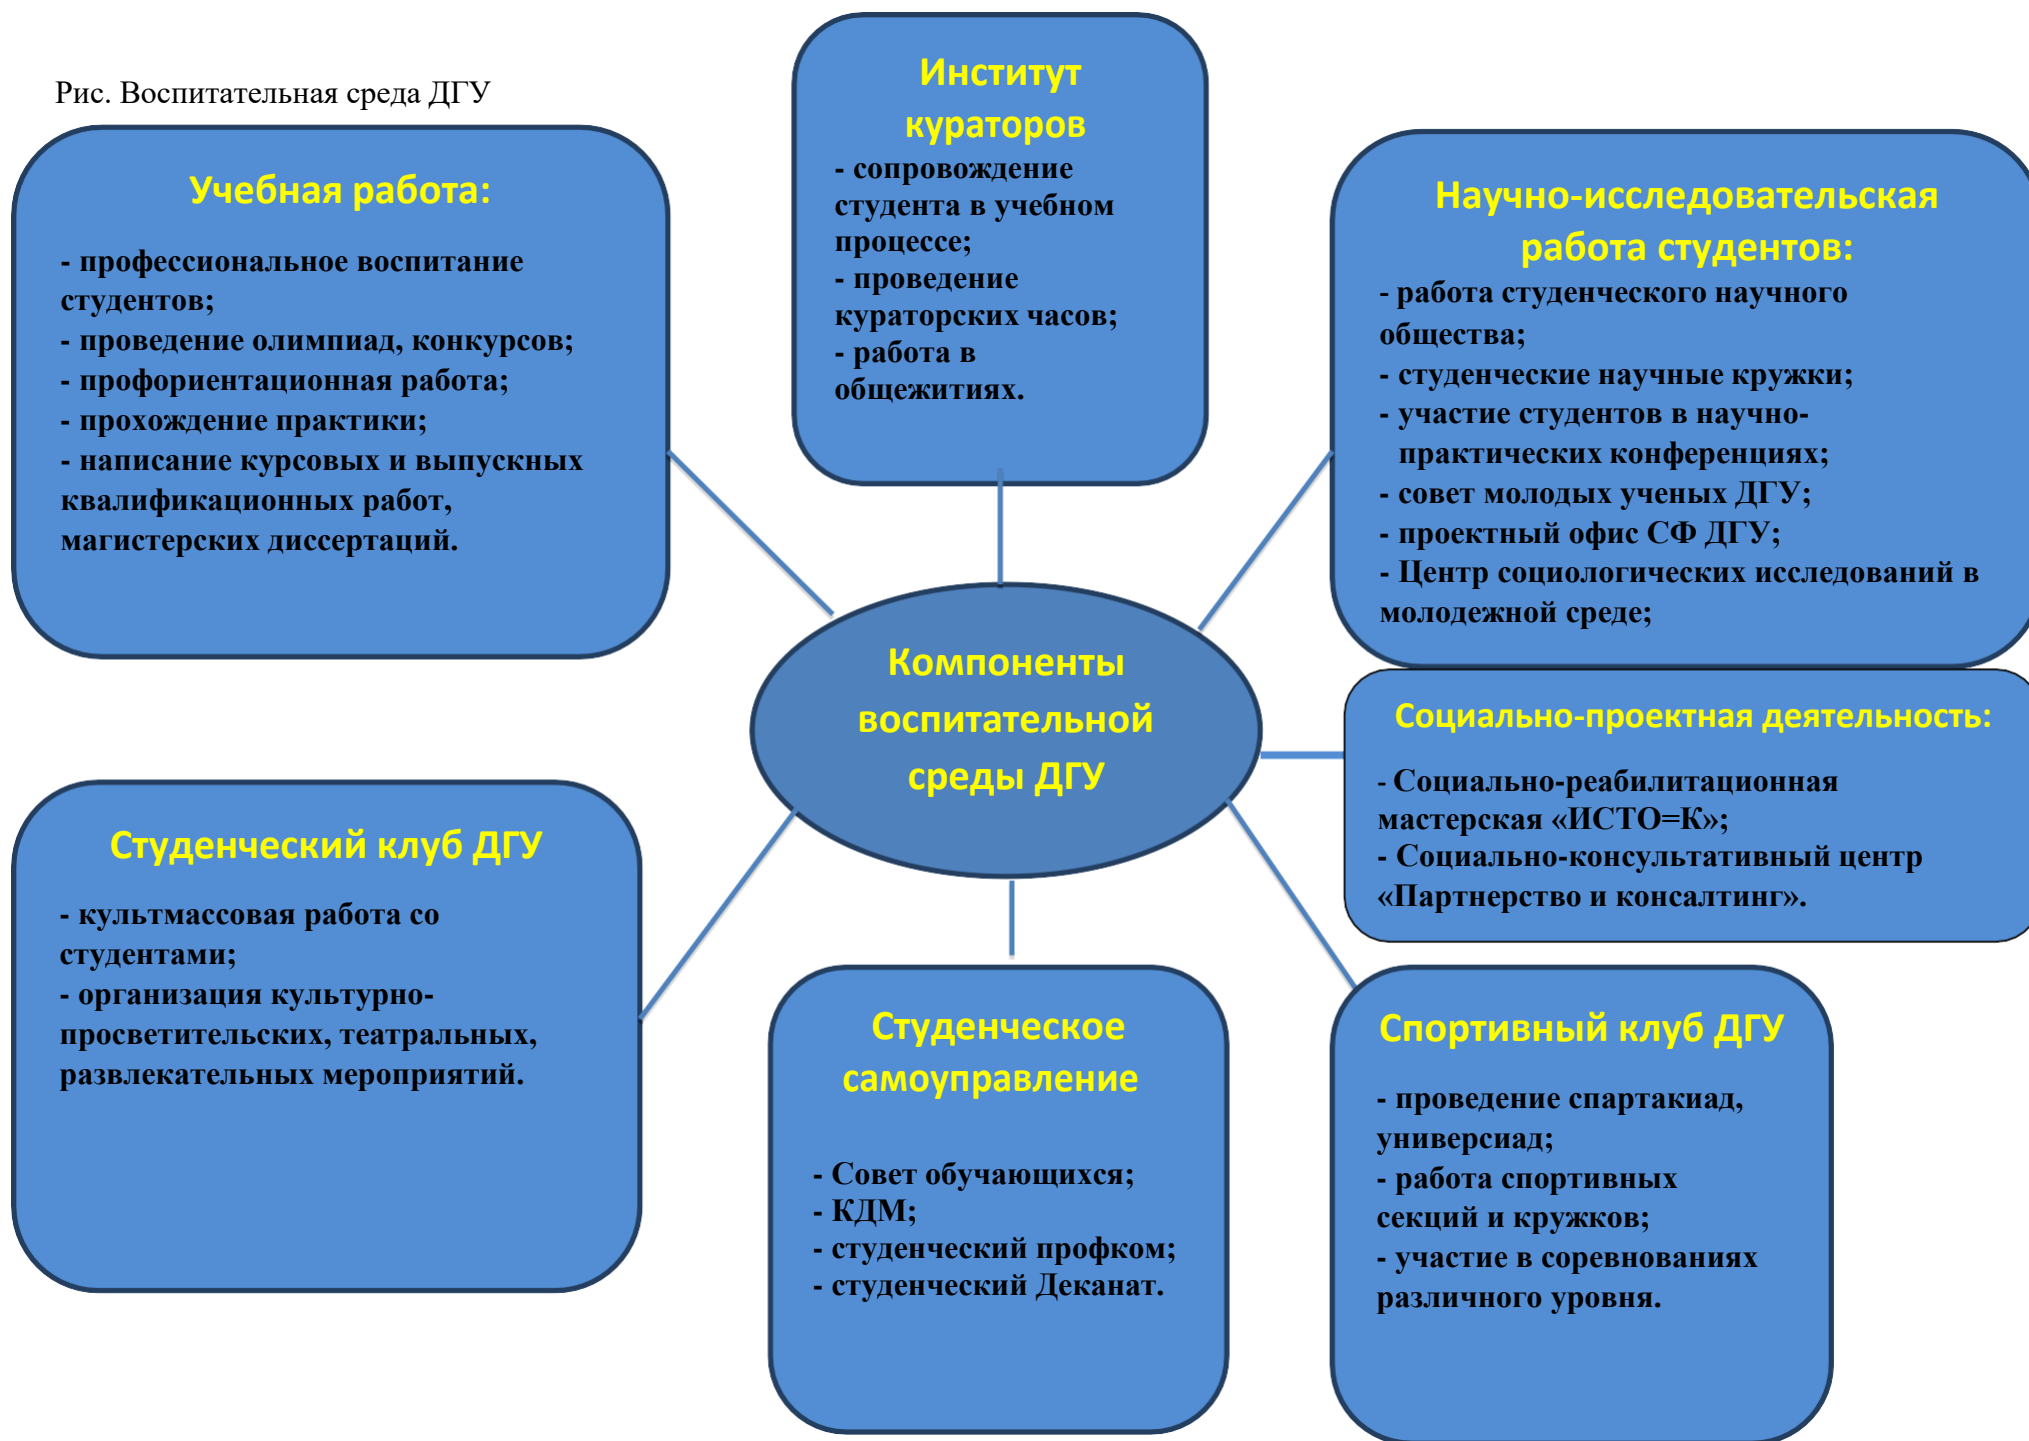 Рис. Воспитательная среда ДГУ
Учебная работа:
- профессиональное воспитание
студентов;
- проведение олимпиад, конкурсов;
- профориентационная работа;
- прохождение практики;
- написание курсовых и выпускных
квалификационных работ,
магистерских диссертаций.
Институт
кураторов
- сопровождение
студента в учебном
процессе;
- проведение
кураторских часов;
- работа в
общежитиях.
Научно-исследовательская
работа студентов:
- работа студенческого научного
общества;
- студенческие научные кружки;
- участие студентов в научно-
практических конференциях;
- совет молодых ученых ДГУ;
- проектный офис СФ ДГУ;
- Центр социологических исследований в
молодежной среде;
Компоненты
воспитательной
среды ДГУ
Социально-проектная деятельность:
- Социально-реабилитационная
мастерская «ИСТО=К»;
- Социально-консультативный центр
«Партнерство и консалтинг».
Студенческий клуб ДГУ
- культмассовая работа со
студентами;
- организация культурно-
просветительских, театральных,
развлекательных мероприятий.
Студенческое
самоуправление
- Совет обучающихся;
- КДМ;
- студенческий профком;
- студенческий Деканат.
Спортивный клуб ДГУ
- проведение спартакиад,
универсиад;
- работа спортивных
секций и кружков;
- участие в соревнованиях
различного уровня.